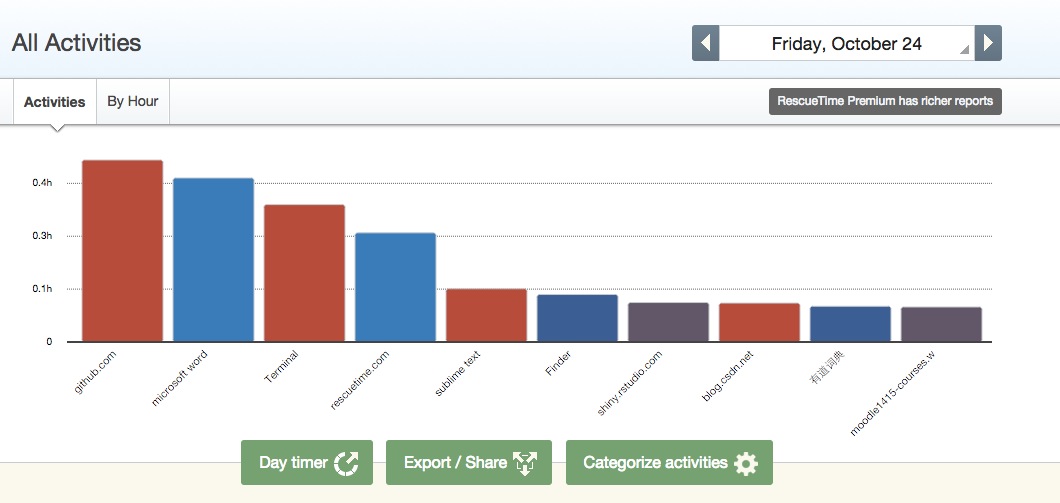 All Activities
Friday, October 24
Activities
By Hour
RescueTime Premium has richer reports
0.4h
0.3h
0.1h
0
github.com
microsoft word
Terminal
rescuetime.com
sublime text
Finder
shiny.rstudio.com
blog.csdn.net
有道词典
moodle1415-courses.w
Day timer
Export / Share
Categorize activities